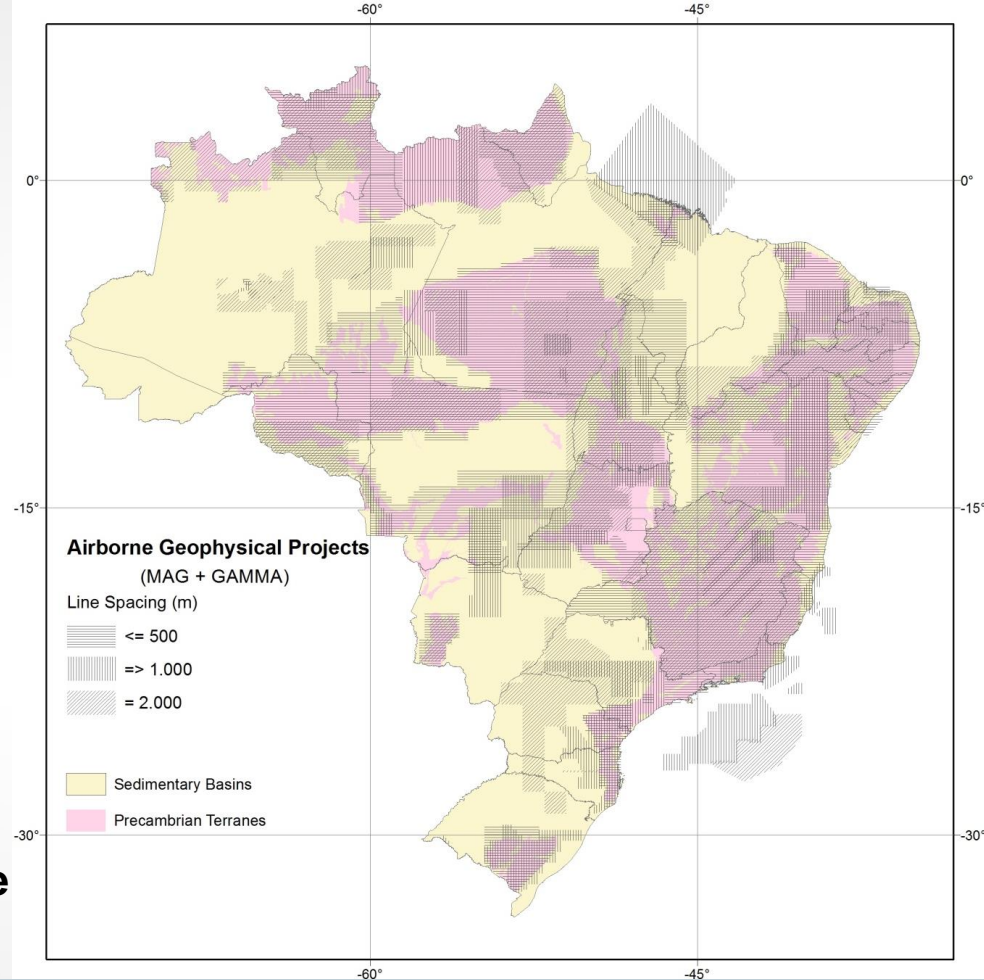 -60° -45°
0° 0°
-15° -15°
Airborne Geophysical Projects
(MAG + GAMMA)
Line Spacing (m)
<= 500
=> 1.000
= 2.000
Sedimentary Basins
Precambrian Terranes
-30° -30°
e
-60° -45°